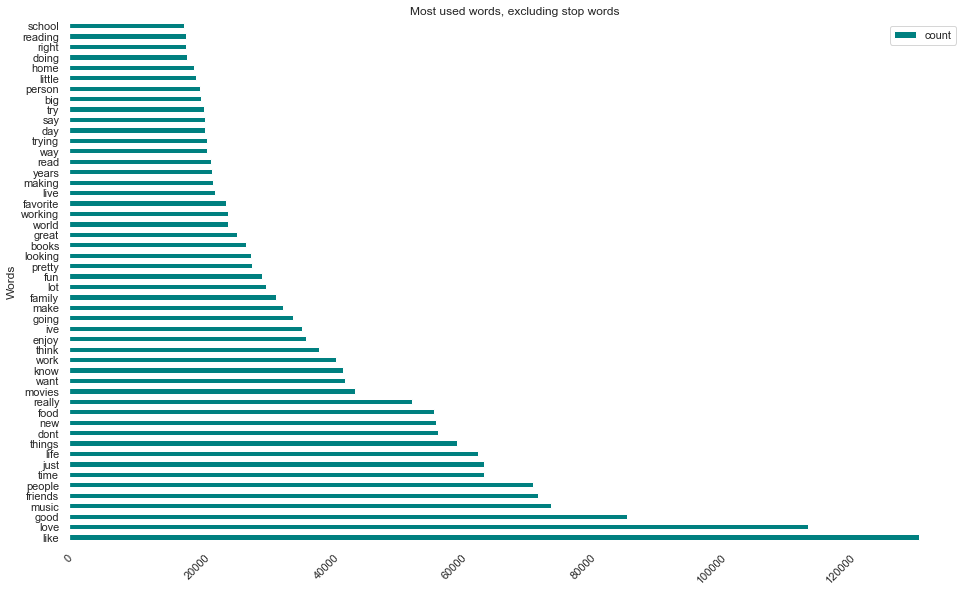 Most used words, excluding stop words
count
Words
school
reading
right
doing
home
little
person
big
try
say
day
trying
way
read
years
making
live
favorite
working
world
great
books
looking
pretty
fun
lot
family
make
going
ive
enjoy
think
work
know
want
movies
really
food
new
dont
things
life
just
time
people
friends
music
good
love
like
0
20000
40000
60000
80000
100000
120000